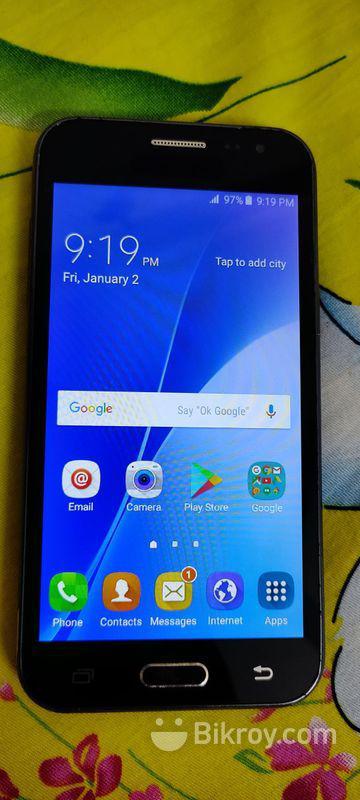 97% 9:19 PM
9:19 PM
Fri, January 2
Tap to add city
Google Say "Ok Google"
Email Camera Play Store Google
1
Phone Contacts Messages Internet Apps
Bikroy.com